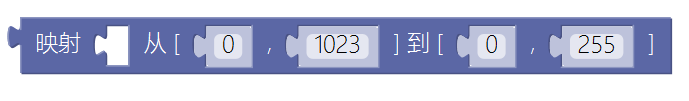 映射 从 [ 0 , 1023 ] 到 [ 0 , 255 ]